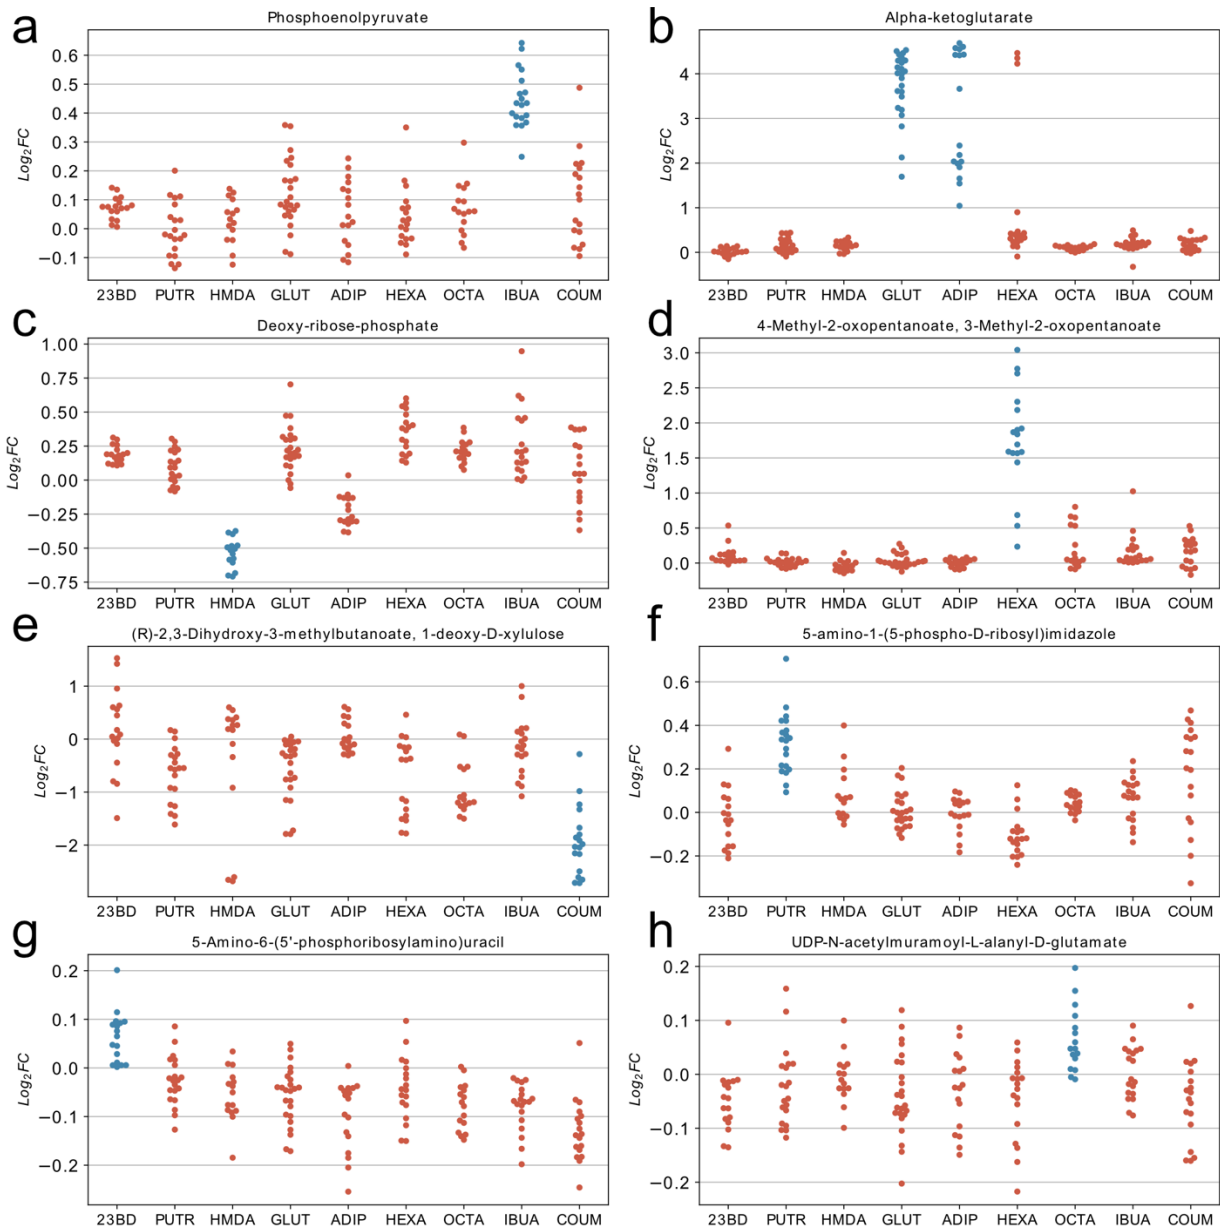 a
Phosphoenolpyruvate
Log₂FC
0.6
0.5
0.4
0.3
0.2
0.1
0.0
−0.1
23BD PUTR HMDA GLUT ADIP HEXA OCTA IBUA COUM
b
Alpha-ketoglutarate
Log₂FC
4
3
2
1
0
23BD PUTR HMDA GLUT ADIP HEXA OCTA IBUA COUM
c
Deoxy-ribose-phosphate
Log₂FC
1.00
0.75
0.50
0.25
0.00
−0.25
−0.50
−0.75
23BD PUTR HMDA GLUT ADIP HEXA OCTA IBUA COUM
d
4-Methyl-2-oxopentanoate, 3-Methyl-2-oxopentanoate
Log₂FC
3.0
2.5
2.0
1.5
1.0
0.5
0.0
23BD PUTR HMDA GLUT ADIP HEXA OCTA IBUA COUM
e
(R)-2,3-Dihydroxy-3-methylbutanoate, 1-deoxy-D-xylulose
Log₂FC
1
0
−1
−2
23BD PUTR HMDA GLUT ADIP HEXA OCTA IBUA COUM
f
5-amino-1-(5-phospho-D-ribosyl)imidazole
Log₂FC
0.6
0.4
0.2
0.0
−0.2
23BD PUTR HMDA GLUT ADIP HEXA OCTA IBUA COUM
g
5-Amino-6-(5'-phosphoribosylamino)uracil
Log₂FC
0.2
0.1
0.0
−0.1
−0.2
23BD PUTR HMDA GLUT ADIP HEXA OCTA IBUA COUM
h
UDP-N-acetylmuramoyl-L-alanyl-D-glutamate
Log₂FC
0.2
0.1
0.0
−0.1
−0.2
23BD PUTR HMDA GLUT ADIP HEXA OCTA IBUA COUM